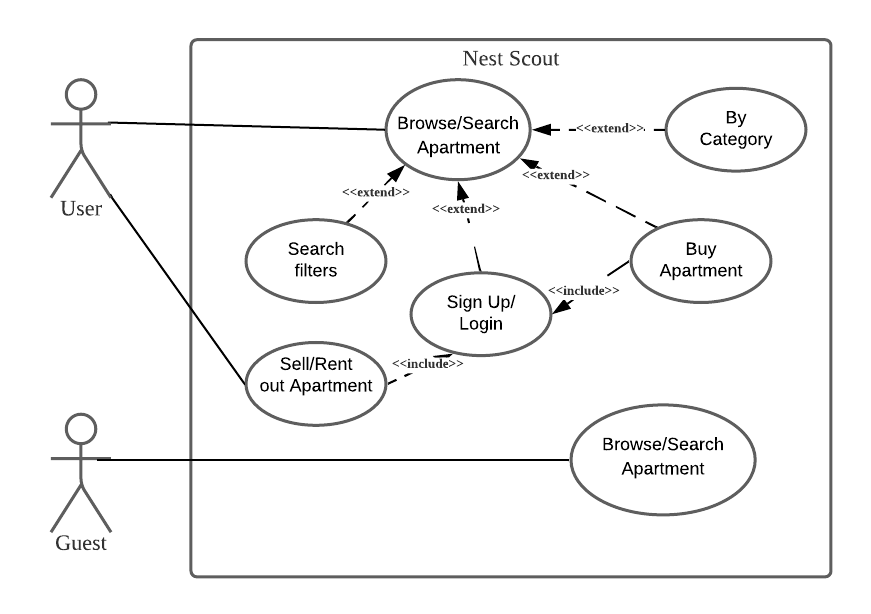 Nest Scout
Browse/Search
Apartment
<<extend>>
By
Category
<<extend>>
<<extend>>
<<extend>>
User
Search
filters
Buy
Apartment
<<include>>
Sign Up/
Login
Sell/Rent
out Apartment
<<include>>
Browse/Search
Apartment
Guest